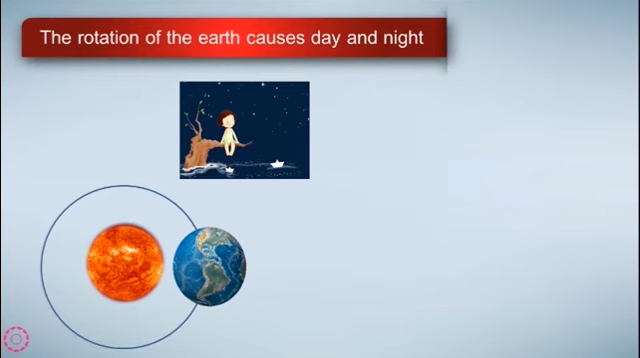 The rotation of the earth causes day and night